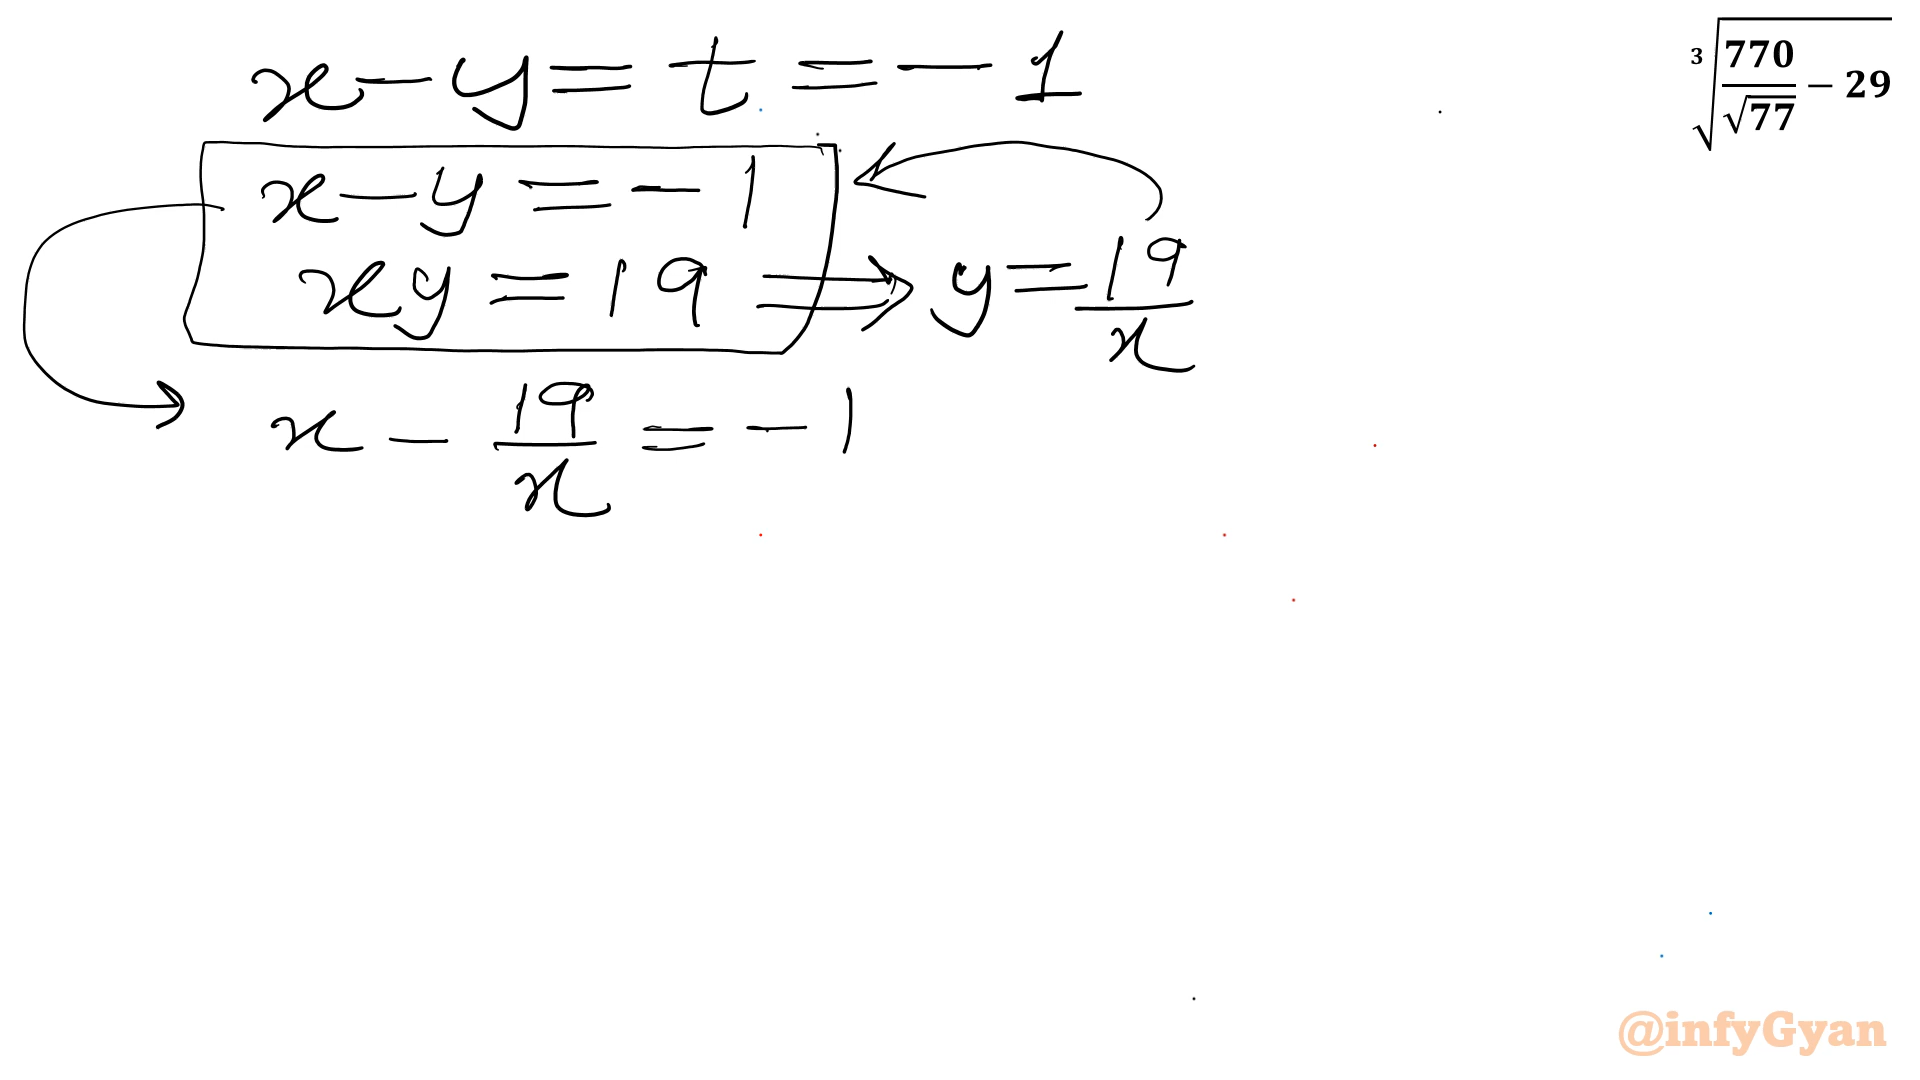 x - y = t = - 1
∛(770/√77 - 29)
x - y = - 1
xy = 19 ⇒ y = 19/x
x - 19/x = - 1
@infyGyan